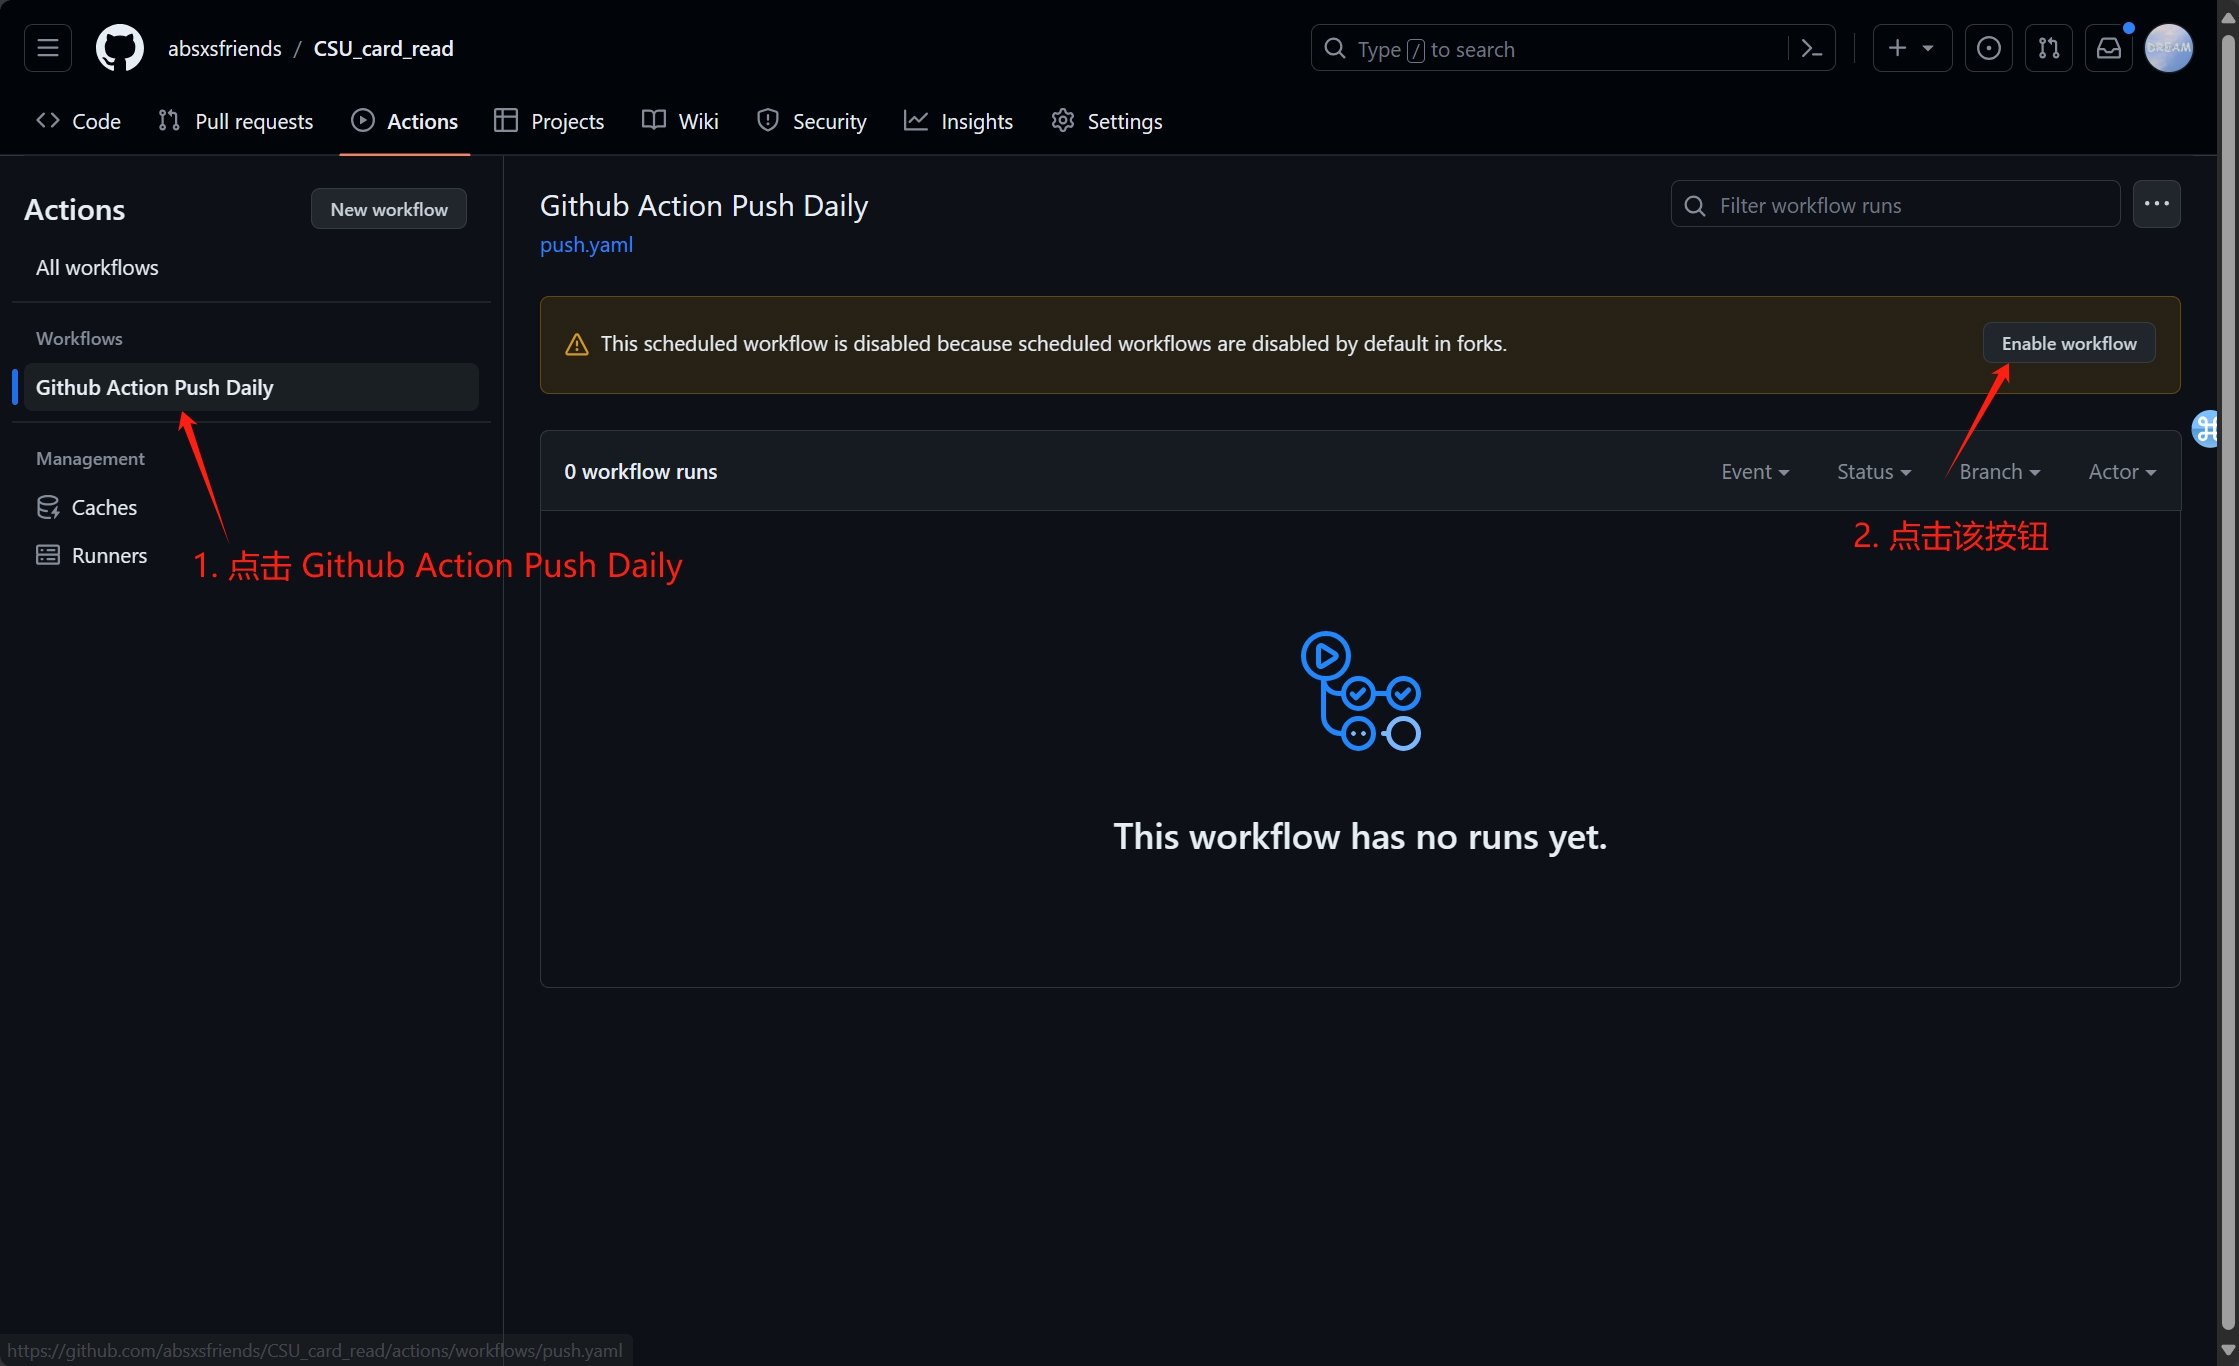 absxsfriends / CSU_card_read
Type / to search
DREAM
Code
Pull requests
Actions
Projects
Wiki
Security
Insights
Settings
Actions
New workflow
All workflows
Workflows
Github Action Push Daily
Management
Caches
Runners
1. 点击 Github Action Push Daily
Github Action Push Daily
push.yaml
Filter workflow runs
This scheduled workflow is disabled because scheduled workflows are disabled by default in forks.
Enable workflow
0 workflow runs
Event
Status
Branch
Actor
2. 点击该按钮
This workflow has no runs yet.
https://github.com/absxsfriends/CSU_card_read/actions/workflows/push.yaml